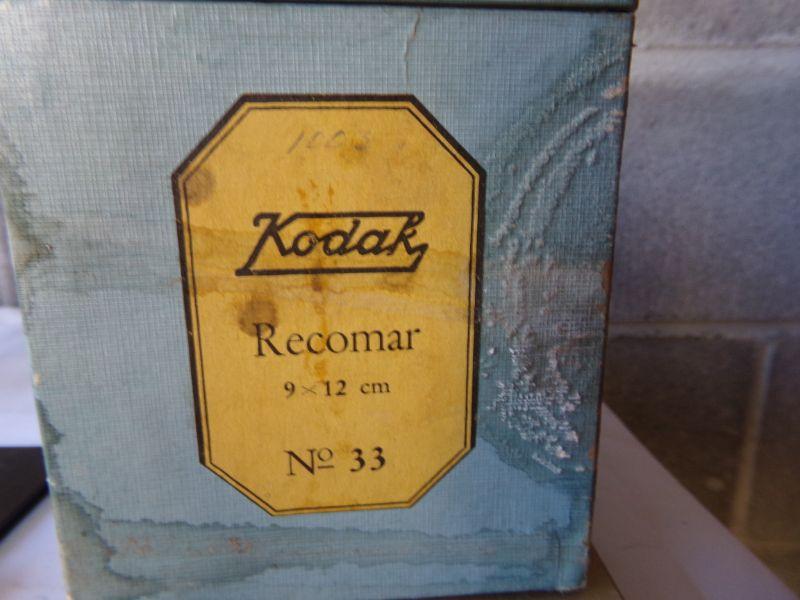 Kodak
Recomar
9×12 cm
Nº 33